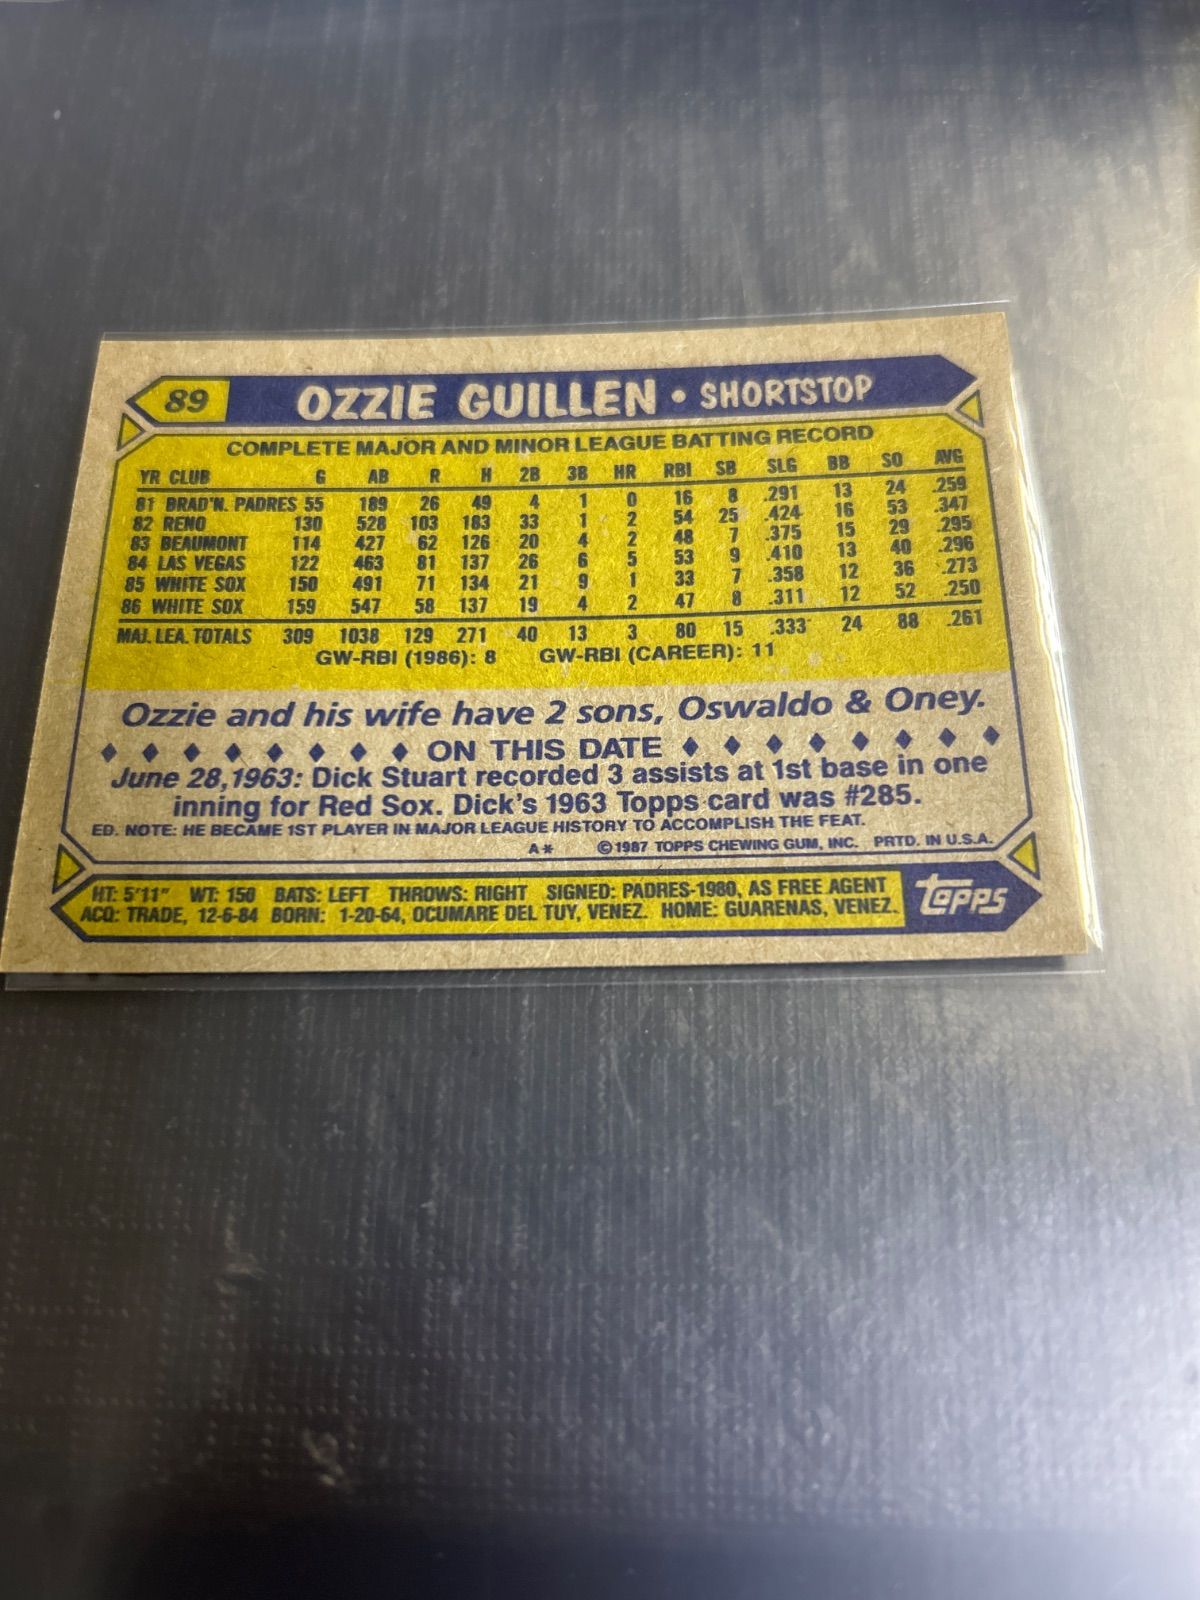 89 OZZIE GUILLEN • SHORTSTOP
COMPLETE MAJOR AND MINOR LEAGUE BATTING RECORD
YR CLUB G AB R H 2B 3B HR RBI SB SLG BB SO AVG
81 BRAD'N. PADRES 55 189 26 49 4 1 0 16 8 .291 13 24 .259
82 RENO 130 528 103 183 33 1 2 54 25 .424 16 53 .347
83 BEAUMONT 114 427 62 126 20 4 2 48 7 .375 15 29 .295
84 LAS VEGAS 122 463 81 137 26 6 5 53 9 .410 13 40 .296
85 WHITE SOX 150 491 71 134 21 9 1 33 7 .358 12 36 .273
86 WHITE SOX 159 547 58 137 19 4 2 47 8 .311 12 52 .250
MAJ. LEA. TOTALS 309 1038 129 271 40 13 3 80 15 .333 24 88 .261
GW-RBI (1986): 8 GW-RBI (CAREER): 11
Ozzie and his wife have 2 sons, Oswaldo & Oney.
ON THIS DATE
June 28, 1963: Dick Stuart recorded 3 assists at 1st base in one
inning for Red Sox. Dick's 1963 Topps card was #285.
ED. NOTE: HE BECAME 1ST PLAYER IN MAJOR LEAGUE HISTORY TO ACCOMPLISH THE FEAT.
A* ©1987 TOPPS CHEWING GUM, INC. PRTD. IN U.S.A.
HT: 5'11" WT: 150 BATS: LEFT THROWS: RIGHT SIGNED: PADRES-1980, AS FREE AGENT
ACQ: TRADE, 12-6-84 BORN: 1-20-64, OCUMARE DEL TUY, VENEZ. HOME: GUARENAS, VENEZ.
topps